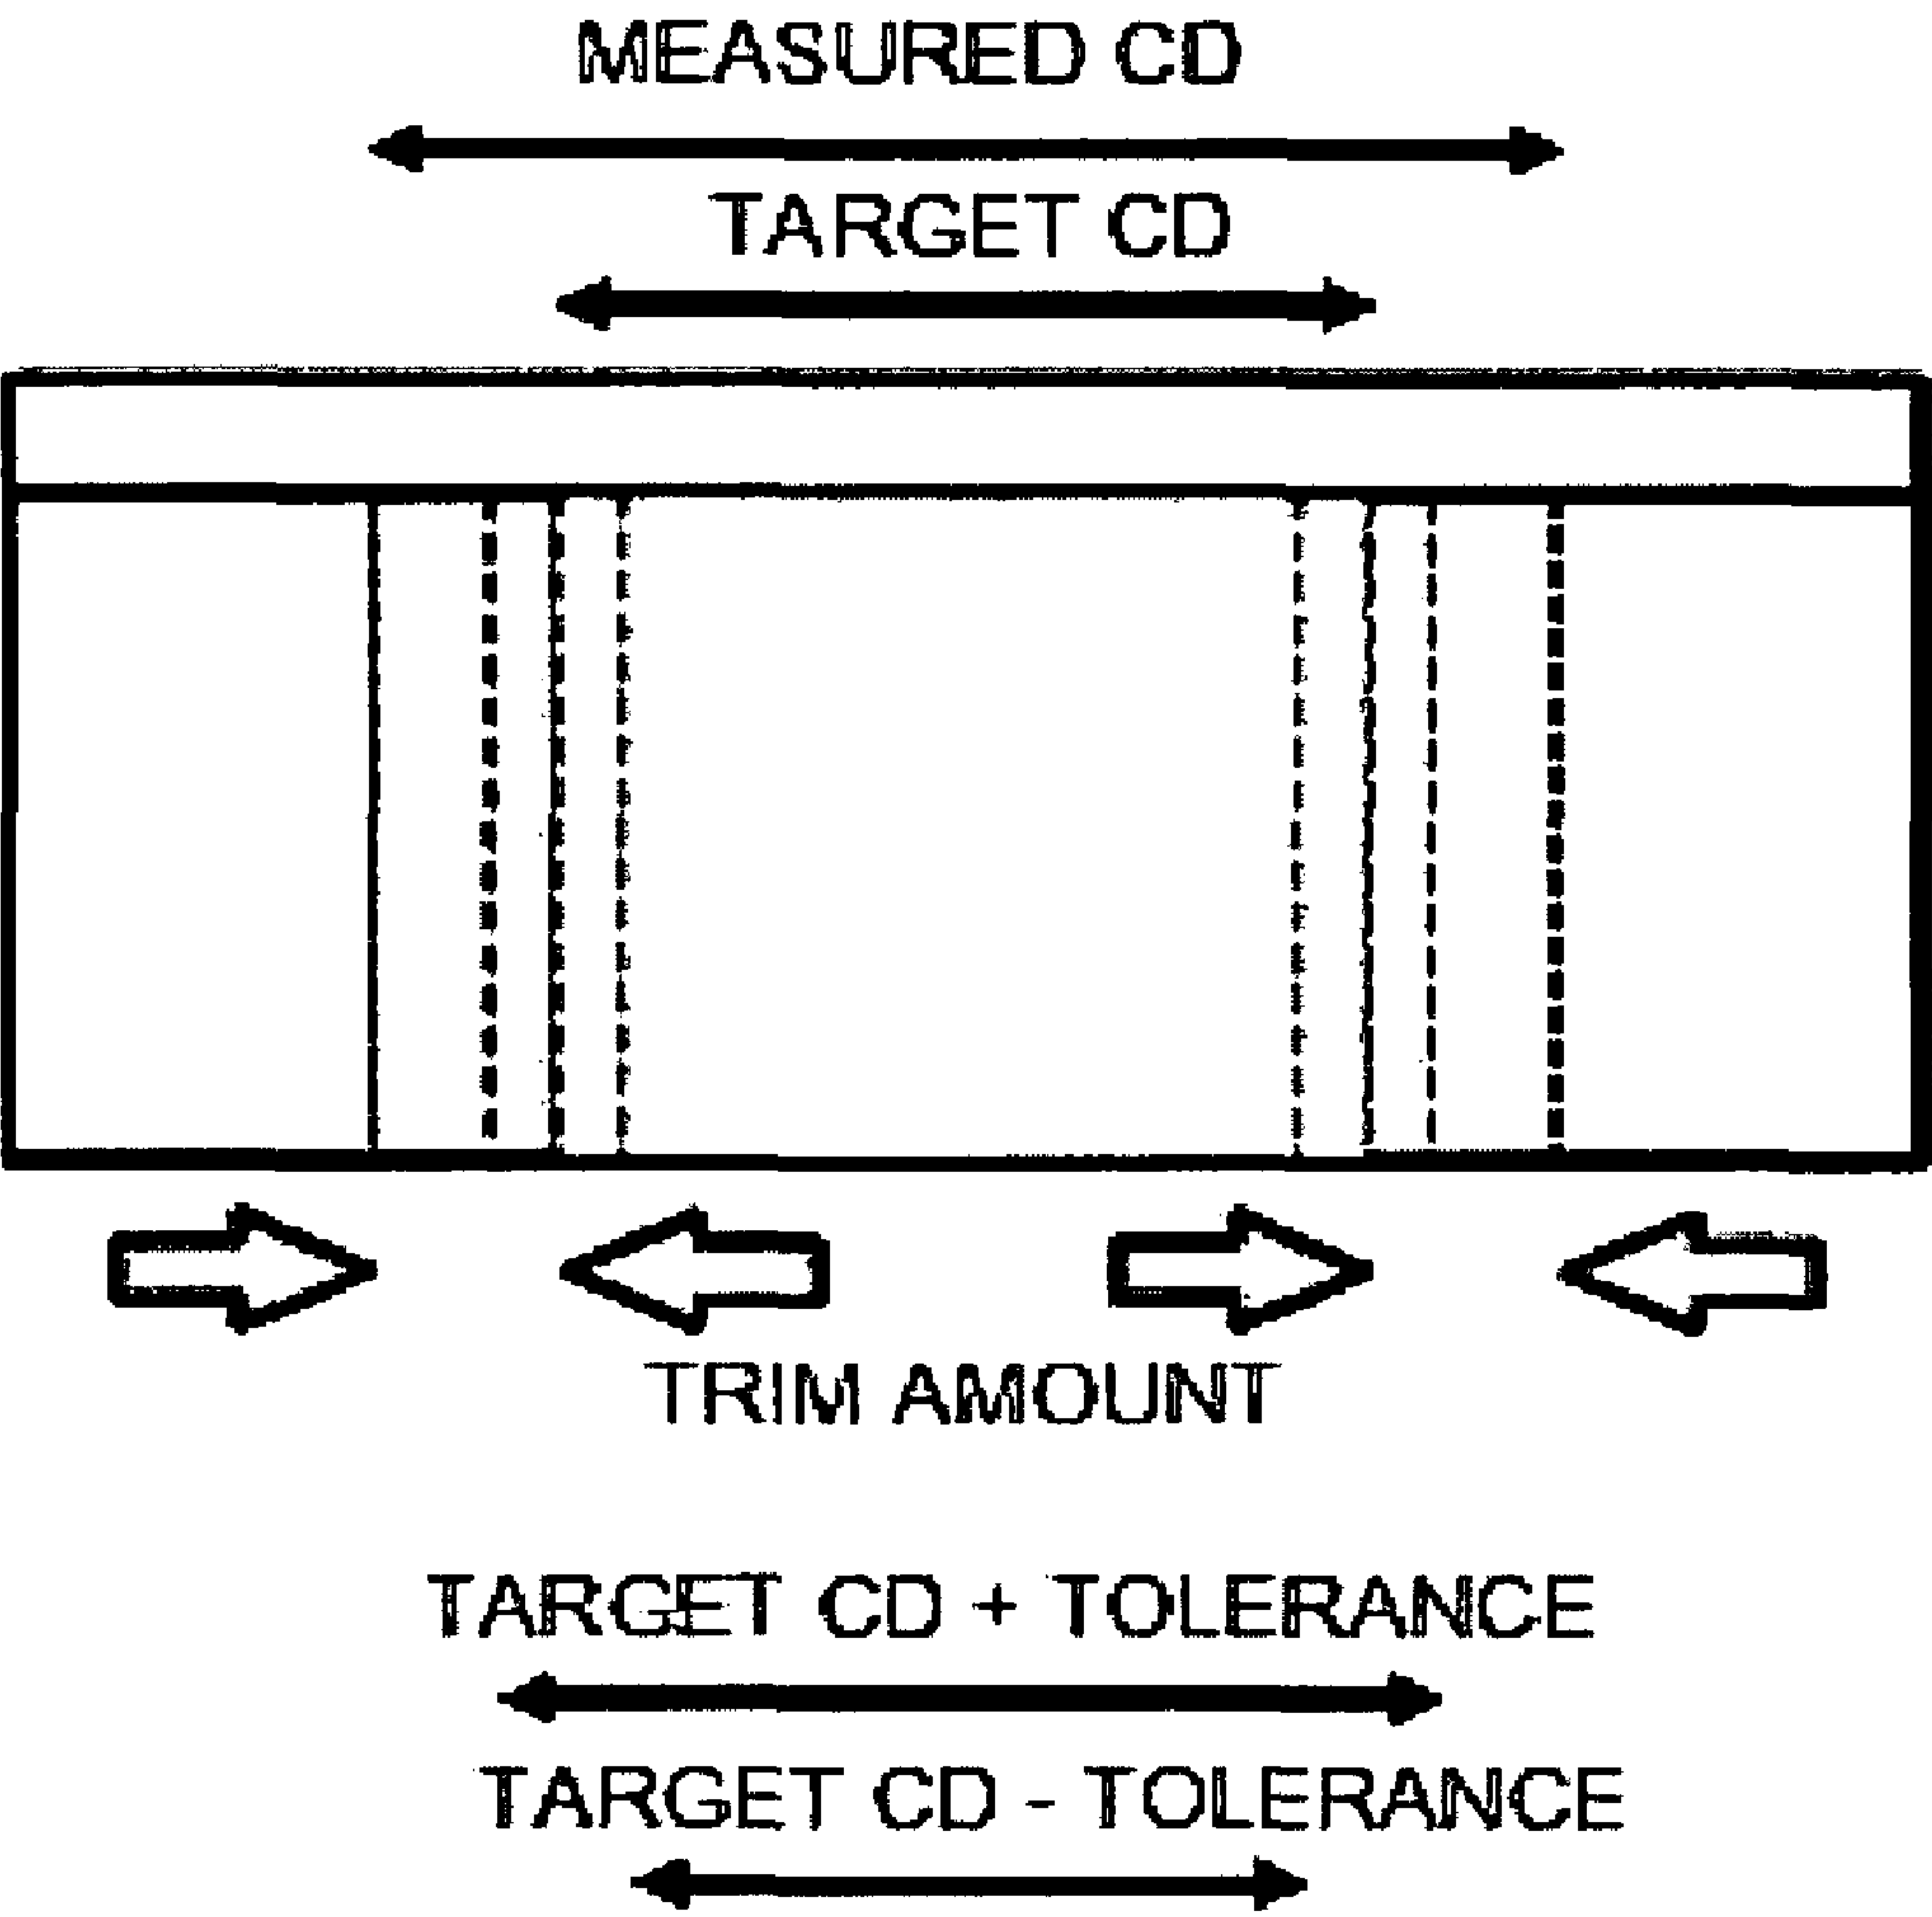 MEASURED CD
TARGET CD
TRIM AMOUNT
TARGET CD + TOLERANCE
TARGET CD - TOLERANCE